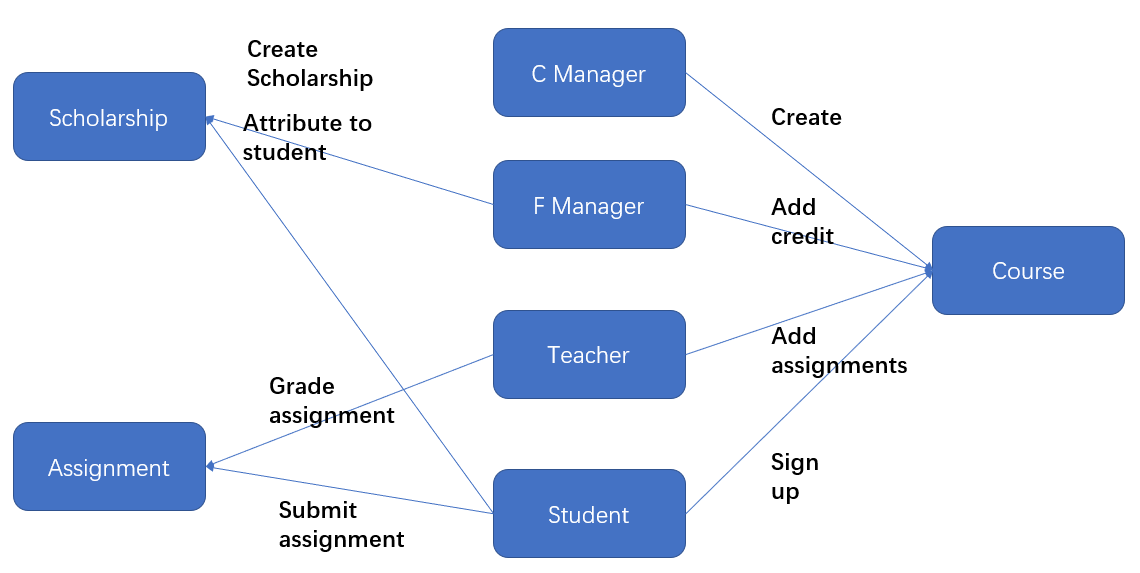 Create
Scholarship
C Manager
Scholarship
Create
Attribute to
student
F Manager
Add
credit
Course
Teacher
Add
assignments
Grade
assignment
Assignment
Sign
up
Submit
assignment
Student